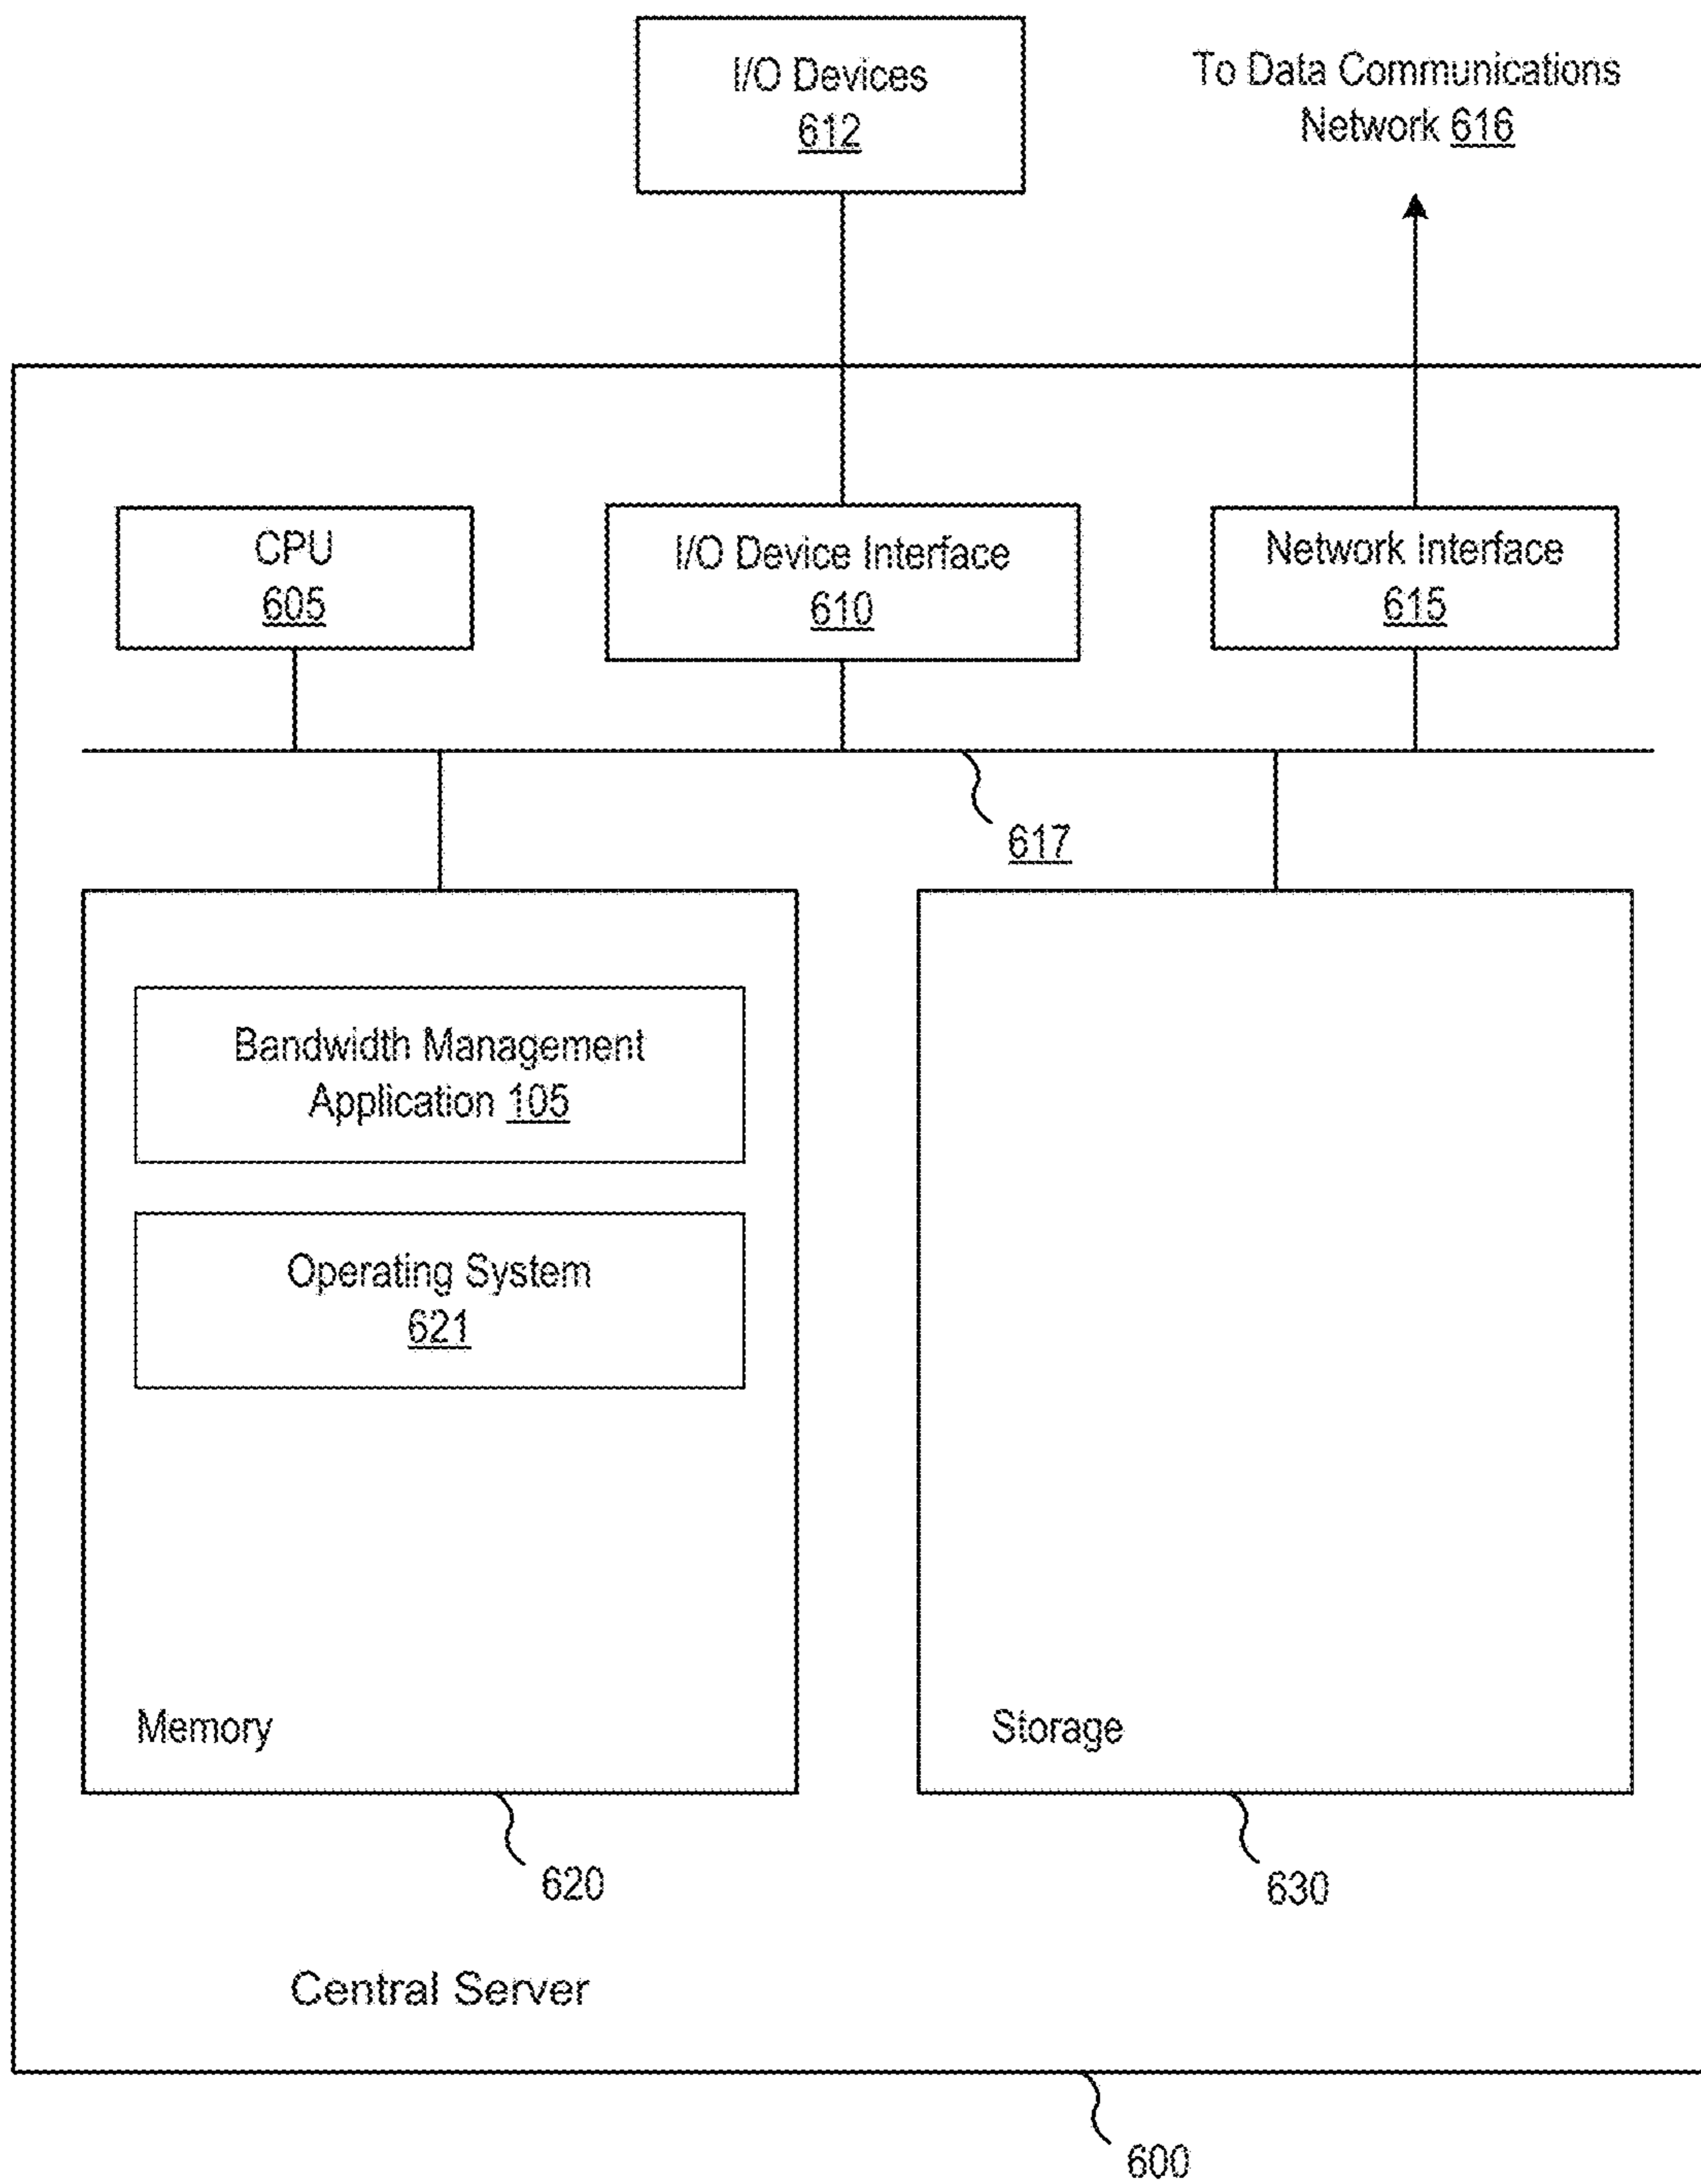 I/O Devices
612
To Data Communications
Network 616
CPU
605
I/O Device Interface
610
Network Interface
615
617
Bandwidth Management
Application 105
Operating System
621
Memory
Storage
620
630
Central Server
600